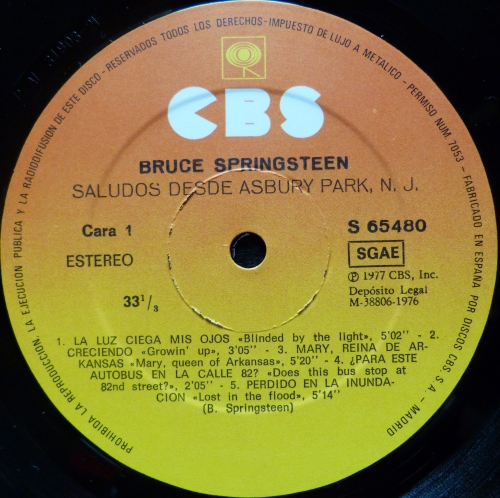 PROHIBIDA LA REPRODUCCION, LA EJECUCION PUBLICA Y LA RADIODIFUSION DE ESTE DISCO - RESERVADOS TODOS LOS DERECHOS - IMPUESTO DE LUJO A METALICO - PERMISO NUM. 7053 - FABRICADO EN ESPAÑA POR DISCOS CBS, S. A. - MADRID
CBS
BRUCE SPRINGSTEEN
SALUDOS DESDE ASBURY PARK, N. J.
Cara 1
S 65480
ESTEREO
SGAE
℗ 1977 CBS, Inc.
33 1/3
Depósito Legal
M-38806-1976
1. LA LUZ CIEGA MIS OJOS «Blinded by the light», 5'02" - 2.
CRECIENDO «Growin' up», 3'05" - 3. MARY, REINA DE AR-
KANSAS «Mary, queen of Arkansas», 5'20" - 4. ¿PARA ESTE
AUTOBUS EN LA CALLE 82? «Does this bus stop at
82nd street?», 2'05" - 5. PERDIDO EN LA INUNDA-
CION «Lost in the flood», 5'14"
(B. Springsteen)